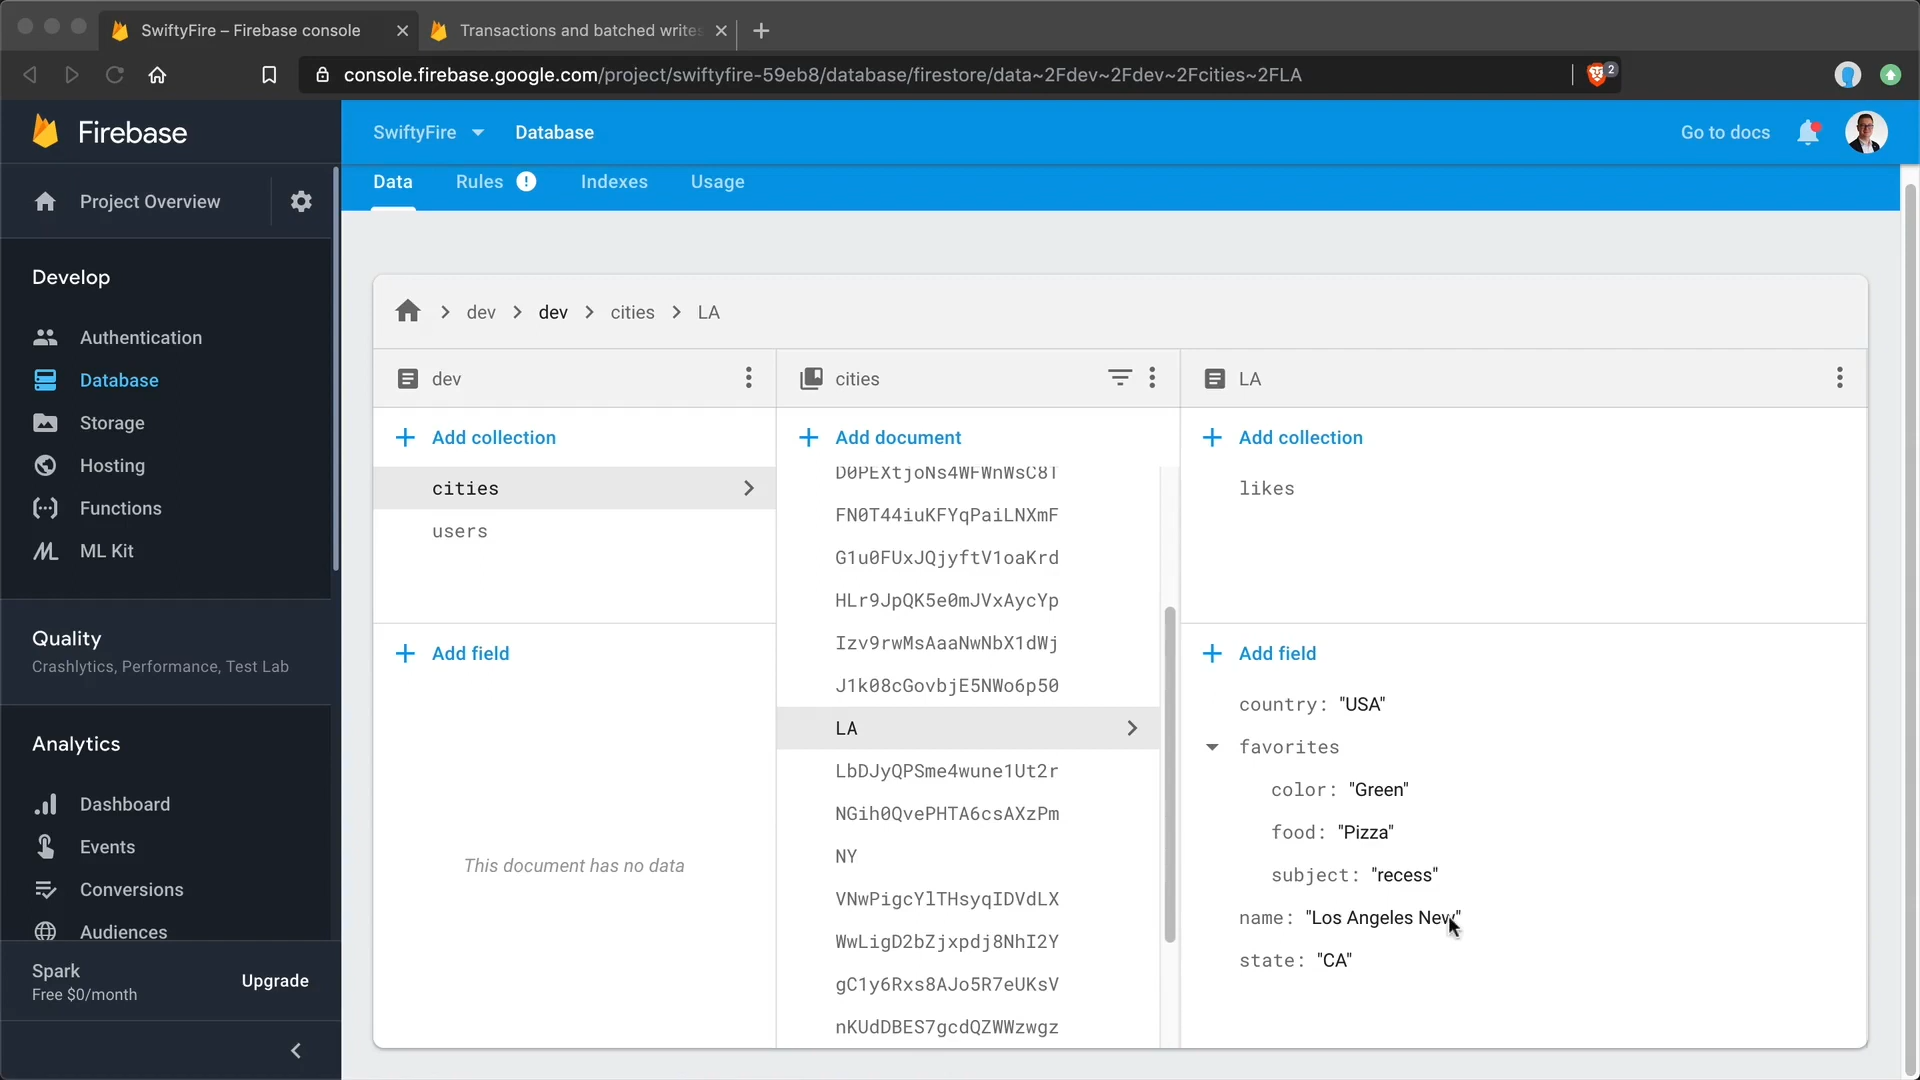 SwiftyFire – Firebase console
Transactions and batched writes
console.firebase.google.com/project/swiftyfire-59eb8/database/firestore/data~2Fdev~2Fdev~2Fcities~2FLA
2
Firebase
SwiftyFire
Database
Go to docs
Project Overview
Data
Rules
Indexes
Usage
Develop
Authentication
Database
Storage
Hosting
Functions
ML Kit
Quality
Crashlytics, Performance, Test Lab
Analytics
Dashboard
Events
Conversions
Audiences
Spark
Free $0/month
Upgrade
dev
dev
cities
LA
dev
Add collection
cities
users
Add field
This document has no data
cities
Add document
D0PEXtjoNs4WFWnWsC8T
FN0T44iuKFYqPaiLNXmF
G1u0FUxJQjyftV1oaKrd
HLr9JpQK5e0mJVxAycYp
Izv9rwMsAaaNwNbX1dWj
J1k08cGovbjE5NWo6p50
LA
LbDJyQPSme4wune1Ut2r
NGih0QvePHTA6csAXzPm
NY
VNwPigcYlTHsyqIDVdLX
WwLigD2bZjxpdj8NhI2Y
gC1y6Rxs8AJo5R7eUKsV
nKUdDBES7gcdQZWWzwgz
LA
Add collection
likes
Add field
country: "USA"
favorites
color: "Green"
food: "Pizza"
subject: "recess"
name: "Los Angeles New"
state: "CA"